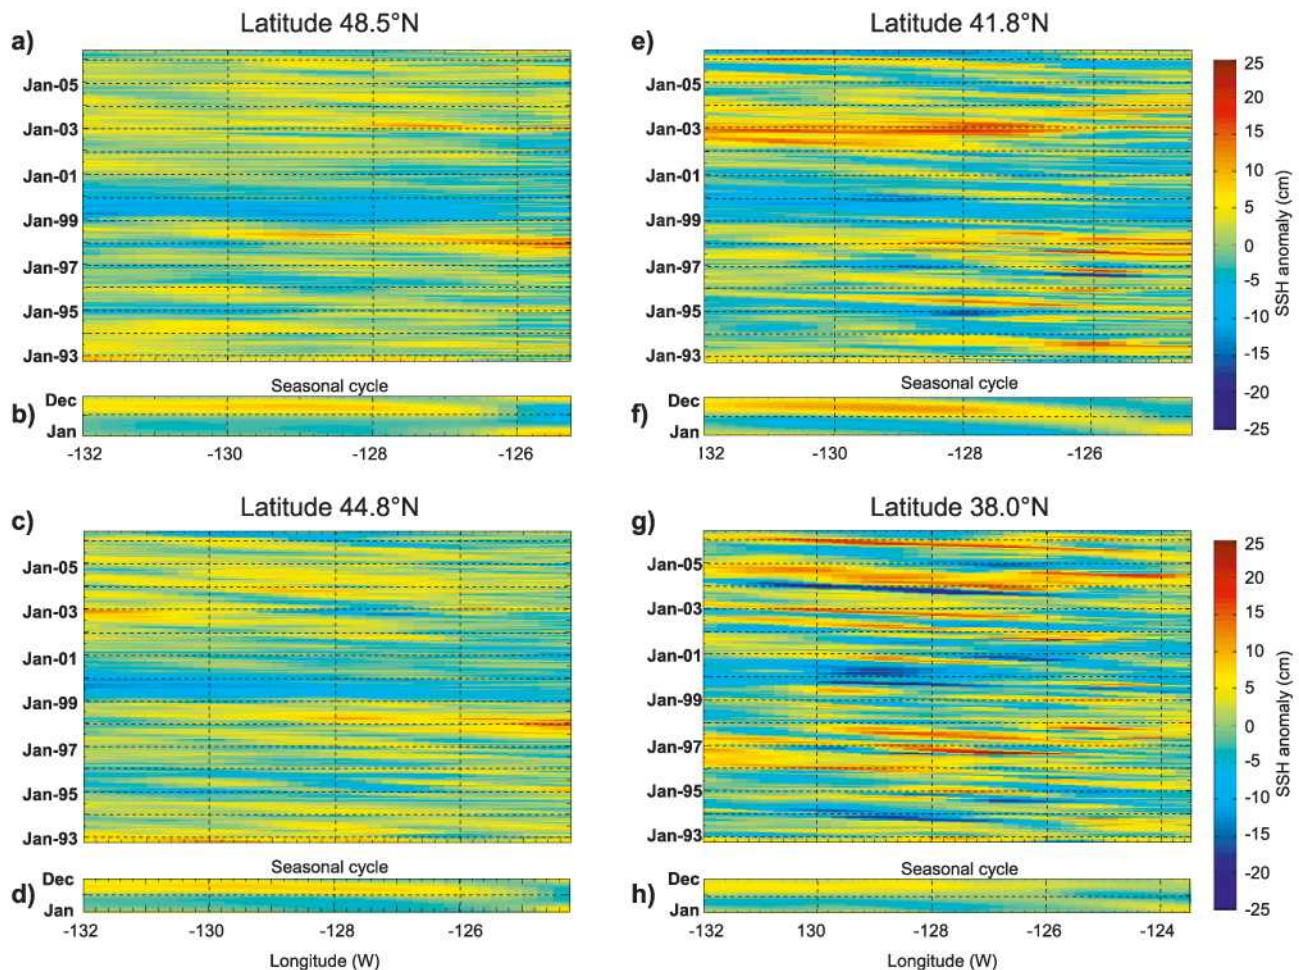 Latitude 48.5°N
a)
Jan-05
Jan-03
Jan-01
Jan-99
Jan-97
Jan-95
Jan-93
Seasonal cycle
b)
Dec
Jan
-132
-130
-128
-126
Latitude 41.8°N
e)
Jan-05
Jan-03
Jan-01
Jan-99
Jan-97
Jan-95
Jan-93
Seasonal cycle
f)
Dec
Jan
132
-130
-128
-126
25
20
15
10
5
0
-5
-10
-15
-20
-25
SSH anomaly (cm)
Latitude 44.8°N
c)
Jan-05
Jan-03
Jan-01
Jan-99
Jan-97
Jan-95
Jan-93
Seasonal cycle
d)
Dec
Jan
-132
-130
-128
-126
Longitude (W)
Latitude 38.0°N
g)
Jan-05
Jan-03
Jan-01
Jan-99
Jan-97
Jan-95
Jan-93
Seasonal cycle
h)
Dec
Jan
-132
130
-128
-126
-124
Longitude (W)
25
20
15
10
5
0
-5
-10
-15
-20
-25
SSH anomaly (cm)